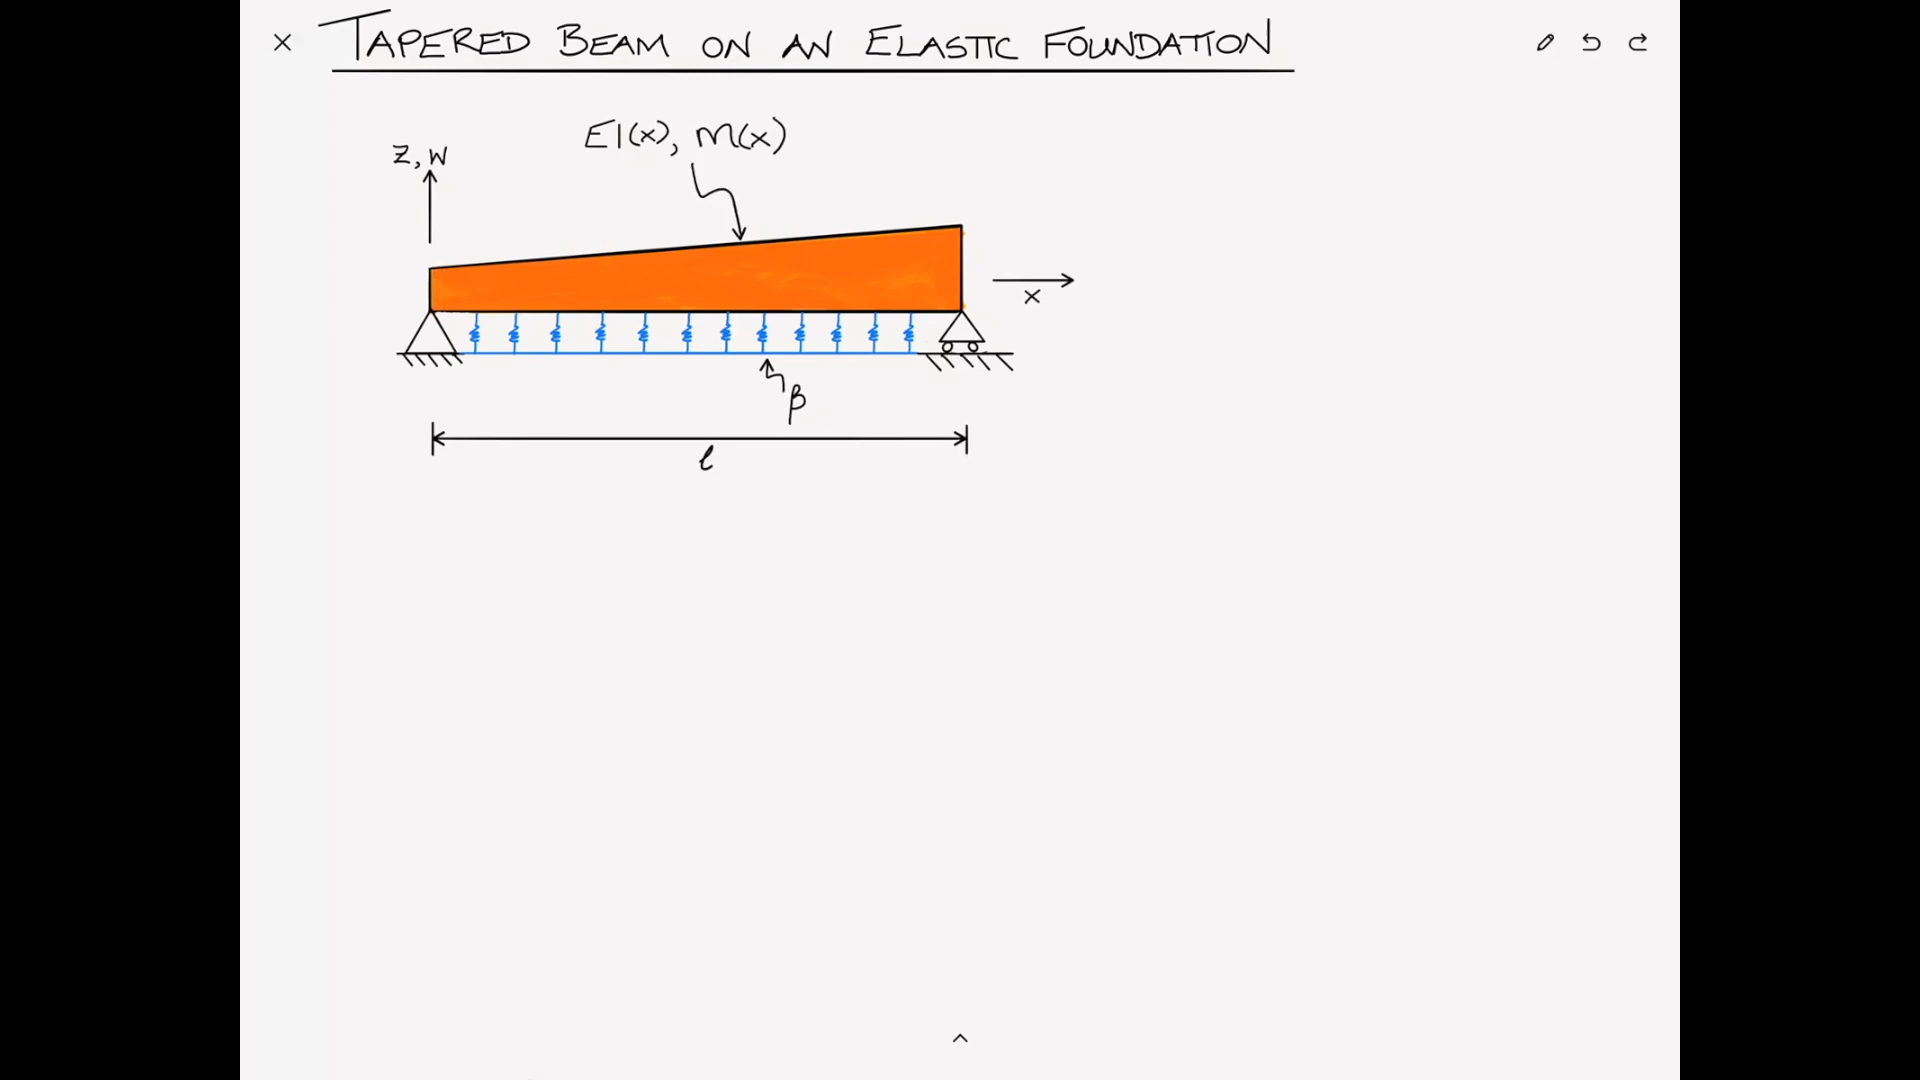 TAPERED BEAM ON AN ELASTIC FOUNDATION
EI(x), m(x)
z, w
x
β
l